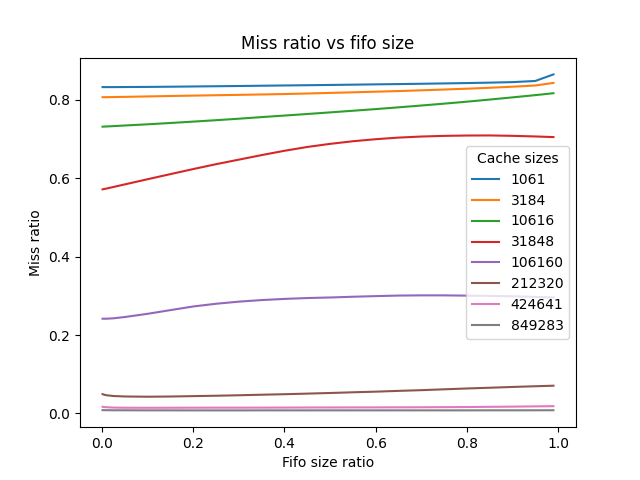 Miss ratio vs fifo size
Miss ratio
0.8
0.6
0.4
0.2
0.0
Cache sizes
1061
3184
10616
31848
106160
212320
424641
849283
0.0 0.2 0.4 0.6 0.8 1.0
Fifo size ratio